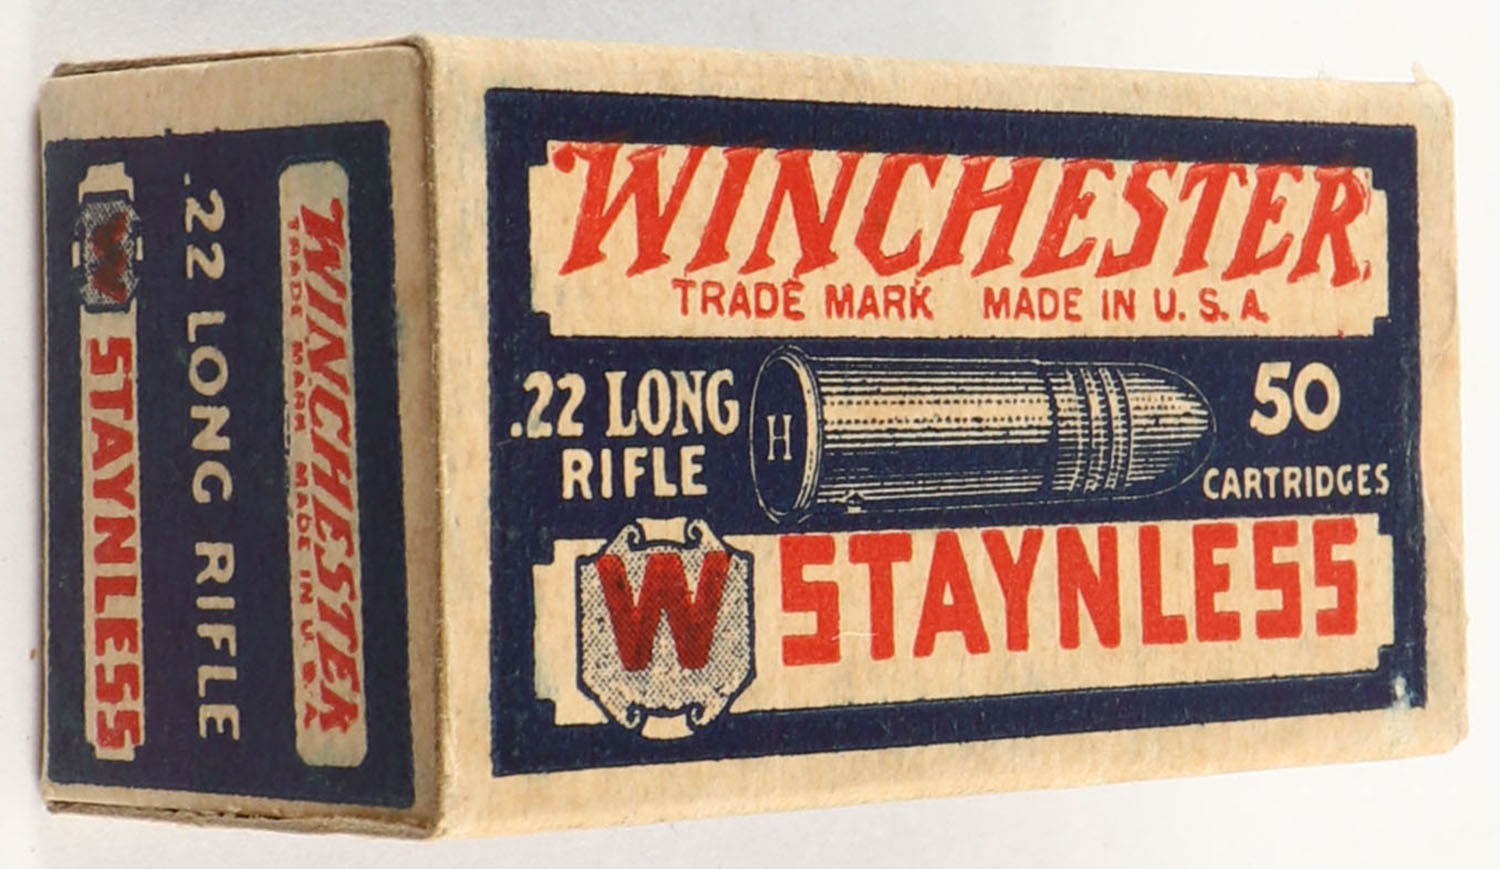 WINCHESTER
TRADE MARK MADE IN U.S.A.
.22 LONG
RIFLE
H
50
CARTRIDGES
W STAYNLESS
WINCHESTER
TRADE MARK MADE IN U.S.A.
.22 LONG RIFLE
W STAYNLESS